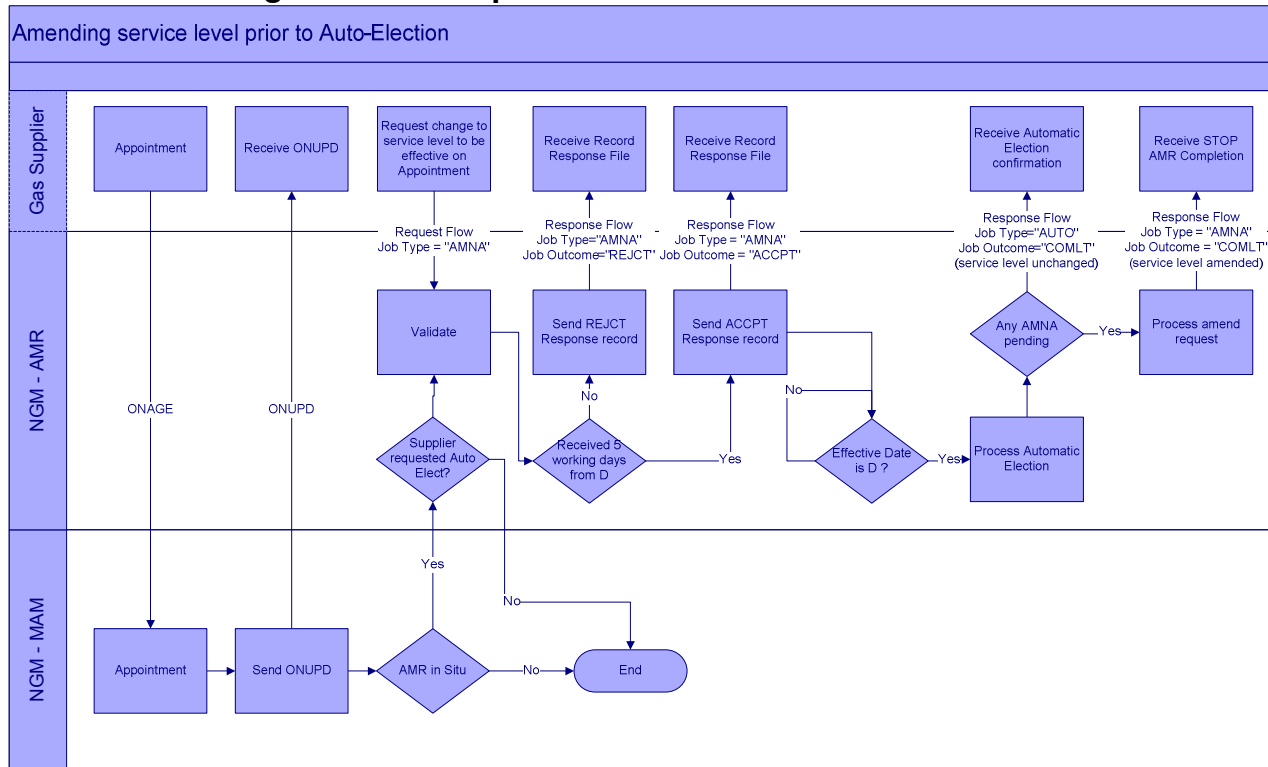 Amending service level prior to Auto-Election
Gas Supplier
Appointment
Receive ONUPD
Request change to
service level to be
effective on
Appointment
Receive Record
Response File
Receive Record
Response File
Receive Automatic
Election
confirmation
Receive STOP
AMR Completion
Request Flow
Job Type = "AMNA"
Response Flow
Job Type="AMNA"
Job Outcome="REJCT"
Response Flow
Job Type = "AMNA"
Job Outcome = "ACCPT"
Response Flow
Job Type="AUTO"
Job Outcome="COMLT"
(service level unchanged)
Response Flow
Job Type = "AMNA"
Job Outcome = "COMLT"
(service level amended)
NGM - AMR
ONAGE
ONUPD
Validate
Send REJCT
Response record
Send ACCPT
Response record
Any AMNA
pending
Yes
Process amend
request
No
No
Supplier
requested Auto
Elect?
Received 5
working days
from D
Yes
Effective Date
is D ?
Yes
Process Automatic
Election
NGM - MAM
Yes
No
Appointment
Send ONUPD
AMR in Situ
No
End